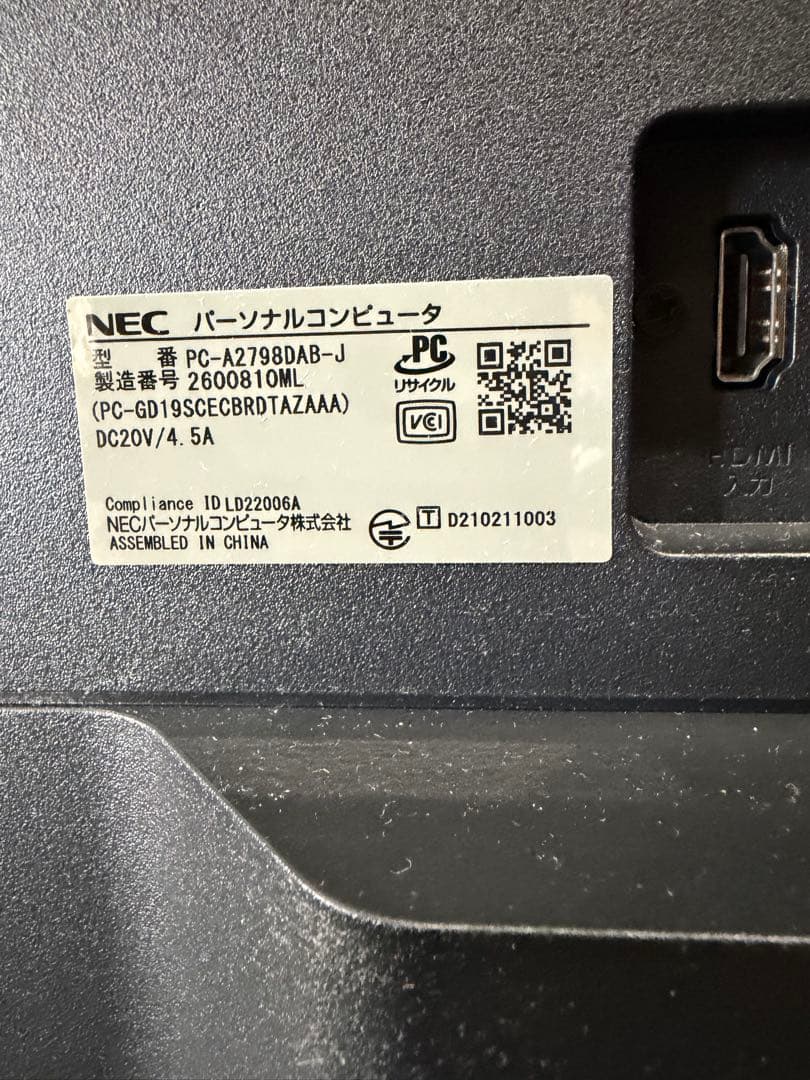 NEC パーソナルコンピュータ
型 番 PC-A2798DAB-J
製造番号 2600810ML
(PC-GD19SCECBRDTAZAAA)
DC20V/4.5A
PC
リサイクル
VCI
Compliance ID LD22006A
NECパーソナルコンピュータ株式会社
ASSEMBLED IN CHINA
T D210211003
HDMI
入力